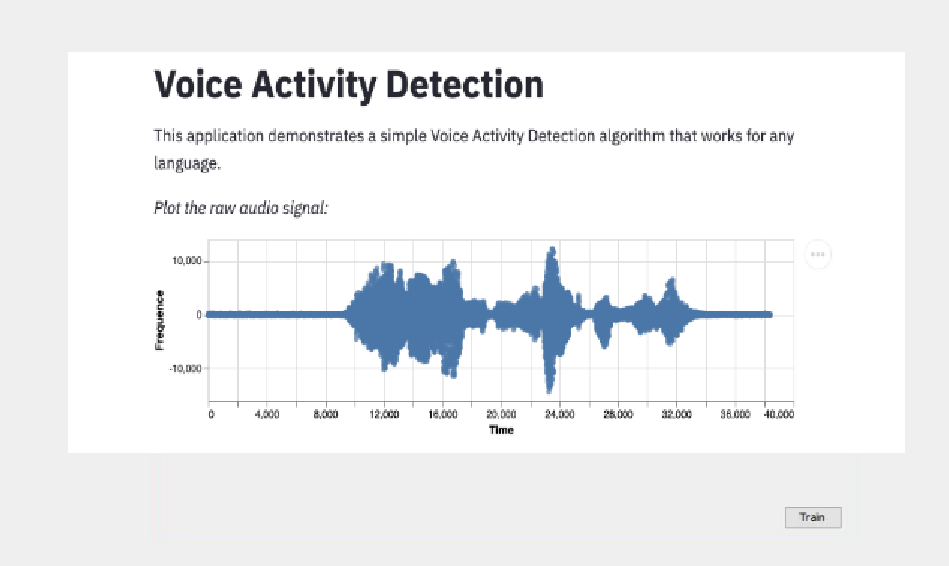 Voice Activity Detection
This application demonstrates a simple Voice Activity Detection algorithm that works for any
language.
Plot the raw audio signal:
10,000
0
-10,000
Frequence
0 4,000 8,000 12,000 16,000 20,000 24,000 28,000 32,000 36,000 40,000
Time
Train